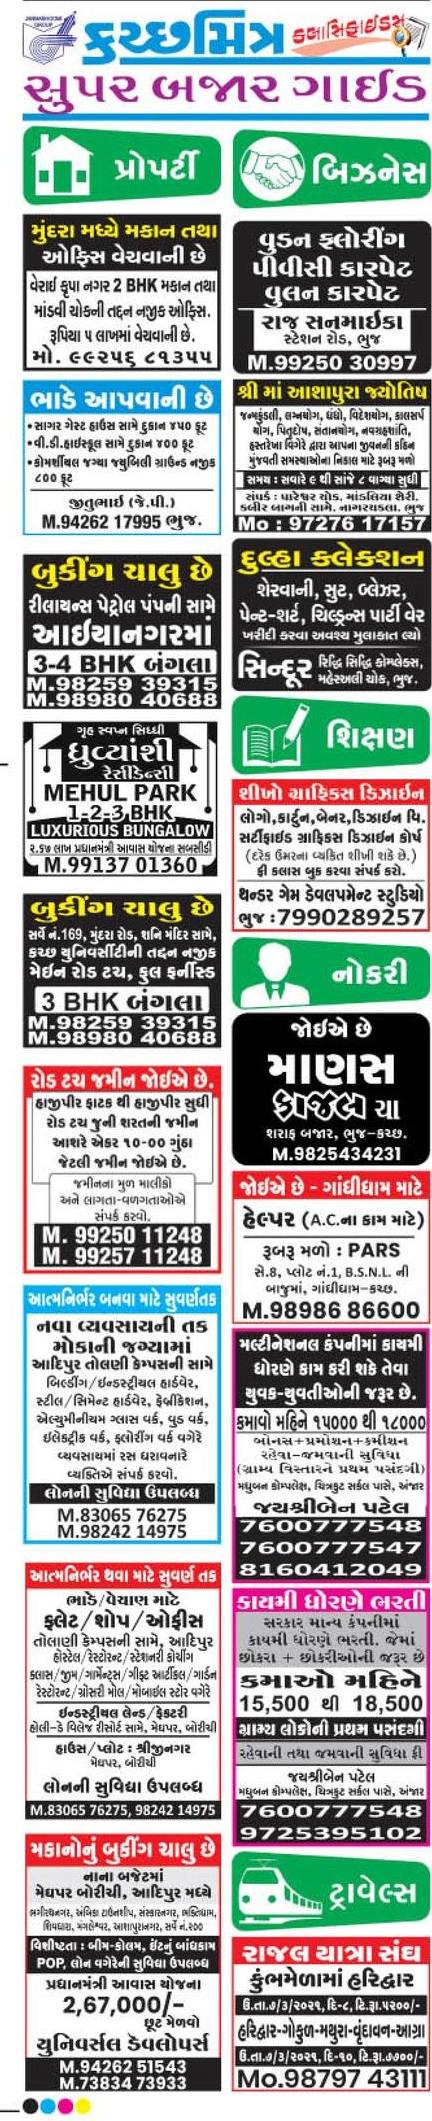 JANMABHOOMI
GROUP
કચ્છમિત્ર
ક્લાસિફાઇડ્સ
સુપર બજાર ગાઈડ
પ્રોપર્ટી
મુંદરા મધ્યે મકાન તથા
ઓફિસ વેચવાની છે
વેરાઈ કૃપા નગર 2 BHK મકાન તથા
માંડવી ચોકની તદ્દન નજીક ઓફિસ.
રૂપિયા ૫ લાખમાં વેચવાની છે.
મો. ૯૯૨૫૬ ૮૧૩૫૫
ભાડે આપવાની છે
•સાગર ગેસ્ટ હાઉસ સામે દુકાન ૪૫૦ ફૂટ
•વી.ડી.હાઈસ્કૂલ સામે દુકાન ૪૦૦ ફૂટ
•કોમર્શીયલ જગ્યા જ્યુબિલી ગ્રાઉન્ડ નજીક
૮૦૦ ફૂટ
જીતુભાઈ (જે.પી.)
M.94262 17995 ભુજ.
બુકીંગ ચાલુ છે
રીલાયન્સ પેટ્રોલ પંપની સામે
આઈયાનગરમાં
3-4 BHK બંગલા
M.98259 39315
M.98980 40688
ગૃહ સ્વપ્ન સિધ્ધી
ધ્રુવ્યાંશી
રેસીડેન્સી
MEHUL PARK
1-2-3 BHK
LUXURIOUS BUNGALOW
૨.૬૭ લાખ પ્રધાનમંત્રી આવાસ યોજના સબસીડી
M.99137 01360
બુકીંગ ચાલુ છે
સર્વે નં.169, મુંદરા રોડ, શનિ મંદિર સામે,
કચ્છ યુનિવર્સીટીની તદ્દન નજીક
મેઈન રોડ ટચ, ફુલ ફર્નીસ્ડ
3 BHK બંગલા
M.98259 39315
M.98980 40688
રોડ ટચ જમીન જોઈએ છે.
હાજીપીર ફાટક થી હાજીપીર સુધી
રોડ ટચ જુની શરતની જમીન
આશરે એકર ૧૦-૦૦ ગુંઠા
જેટલી જમીન જોઈએ છે.
જમીનના મુળ માલીકો
અને લાગતા-વળગતાઓએ
સંપર્ક કરવો.
M. 99250 11248
M. 99257 11248
આત્મનિર્ભર બનવા માટે સુવર્ણતક
નવા વ્યવસાયની તક
મોકાની જગ્યામાં
આદિપુર તોલણી કેમ્પસની સામે
બિલ્ડીંગ/ઈન્ડસ્ટ્રીયલ હાર્ડવેર,
સ્ટીલ/સિમેન્ટ હાર્ડવેર, ફેબ્રીકેશન,
એલ્યુમીનીયમ ગ્લાસ વર્ક, વુડ વર્ક,
ઈલેક્ટ્રીક વર્ક, ફ્લોરીંગ વર્ક વગેરે
વ્યવસાયમાં રસ ધરાવનારે
વ્યક્તિએ સંપર્ક કરવો.
લોનની સુવિધા ઉપલબ્ધ
M.83065 76275
M.98242 14975
આત્મનિર્ભર થવા માટે સુવર્ણ તક
ભાડે/વેચાણ માટે
ફ્લેટ/શોપ/ઓફીસ
તોલાણી કેમ્પસની સામે, આદિપુર
હોસ્ટેલ/રેસ્ટોરન્ટ/સ્ટેશનરી કોચીંગ
ક્લાસ/જીમ/ગાર્મેન્ટસ/ગીફ્ટ આર્ટીકલ/ગાર્ડન
રેસ્ટોરન્ટ/ગ્રોસરી મોલ/મોબાઈલ સ્ટોર વગેરે
ઈન્ડસ્ટ્રીયલ લેન્ડ/ફેક્ટરી
હોલી-ડે વિલેજ રીસોર્ટ સામે, મેઘપર, બોરીચી
હાઉસ/પ્લોટ : શ્રીજીનગર
મેઘપર, બોરીચી
લોનની સુવિધા ઉપલબ્ધ
M.83065 76275, 98242 14975
મકાનોનું બુકીંગ ચાલુ છે
નાના બજેટમાં
મેઘપર બોરીચી, આદિપુર મધ્યે
ભગીરથનગર, અંબિકા ટાઉનશીપ, સંસ્કારનગર, ભક્તિધામ,
શિવધારા, મંગલેશ્વર, આશાપુરાનગર, સર્વે નં.૨૦૦
વિશીષ્ટતા : બીમ-કોલમ, ઈંટનું બાંધકામ
POP, લોન વગેરેની સુવિધા ઉપલબ્ધ
પ્રધાનમંત્રી આવાસ યોજના
2,67,000/-
છૂટ મેળવો
યુનિવર્સલ ડેવલોપર્સ
M.94262 51543
M.73834 73933
બિઝનેસ
વુડન ફ્લોરીંગ
પીવીસી કારપેટ
વુલન કારપેટ
રાજ સનમાઈકા
સ્ટેશન રોડ, ભુજ
M.99250 30997
શ્રી માં આશાપુરા જ્યોતિષ
જન્મકુંડલી, લગ્નયોગ, ધંધો, વિદેશયોગ, કાલસર્પ
યોગ, પિતૃદોષ, સંતાનયોગ, નવગ્રહશાંતિ,
હસ્તરેખા વિગેરે દ્વારા આપના જીવનની કઠિન
મુંજવતી સમસ્યાઓના નિકાલ માટે રૂબરૂ મળો
સમય : સવારે ૯ થી સાંજે ૮ વાગ્યા સુધી
સંપર્ક : પારેશ્વર ચોક. માંડલિયા શેરી.
કબીર બાગની સામે. નાગરચકલા. ભુજ
Mo : 97276 17157
દુલ્હા ક્લેક્શન
શેરવાની, સુટ, બ્લેઝર,
પેન્ટ-શર્ટ, ચિલ્ડ્રન્સ પાર્ટી વેર
ખરીદી કરવા અવશ્ય મુલાકાત લ્યો
સિન્દૂર રિદ્ધિ સિદ્ધિ કોમ્પ્લેક્ષ,
મહેરઅલી ચોક, ભુજ.
શિક્ષણ
શીખો ગ્રાફિક્સ ડિઝાઈન
લોગો,કાર્ટુન,બેનર,ડિઝાઈન વિ.
સર્ટીફાઈડ ગ્રાફિક્સ ડિઝાઈન કોર્ષ
(દરેક ઉમરના વ્યકિત શીખી શકે છે.)
ફ્રી ક્લાસ બુક કરવા સંપર્ક કરો.
થન્ડર ગેમ ડેવલપમેન્ટ સ્ટુડિયો
ભુજ :7990289257
નોકરી
જોઈએ છે
માણસ
કાજલ ચા
શરાફ બજાર, ભુજ-કચ્છ.
M.9825434231
જોઈએ છે - ગાંધીધામ માટે
હેલ્પર (A.C.ના કામ માટે)
રૂબરૂ મળો : PARS
સે.8, પ્લોટ નં.1, B.S.N.L. ની
બાજુમાં, ગાંધીધામ-કચ્છ.
M.98986 86600
મલ્ટીનેશનલ કંપનીમાં કાયમી
ધોરણે કામ કરી શકે તેવા
યુવક-યુવતીઓની જરૂર છે.
કમાવો મહિને ૧૫૦૦૦ થી ૧૮૦૦૦
બોનસ+પ્રમોશન+કમીશન
રહેવા-જમવાની સુવિધા
(ગ્રામ્ય વિસ્તારને પ્રથમ પસંદગી)
મધુબન કોમ્પલેક્ષ, ચિત્રકુટ સર્કલ પાસે, અંજાર
જયશ્રીબેન પટેલ
7600777548
7600777547
8160412049
કાયમી ધોરણે ભરતી
સરકાર માન્ય કંપનીમાં
કાયમી ધોરણે ભરતી. જેમાં
છોકરા + છોકરીઓની જરૂર છે
કમાઓ મહિને
15,500 થી 18,500
ગ્રામ્ય લોકોની પ્રથમ પસંદગી
રહેવાની તથા જમવાની સુવિધા ફ્રી
જયશ્રીબેન પટેલ
મધુબન કોમ્પલેક્ષ, ચિત્રકુટ સર્કલ પાસે, અંજાર
7600777548
9725395102
ટ્રાવેલ્સ
રાજલ યાત્રા સંઘ
કુંભમેળામાં હરિદ્વાર
ઉ.તા.૭/૩/૨૦૨૧, દિ-૮, ટિ.રૂા.૫૨૦૦/-
હરિદ્વાર-ગોકુળ-મથુરા-વૃંદાવન-આગ્રા
ઉ.તા.૭/૩/૨૦૨૧, દિ-૧૦, ટિ.રૂા.૭૭૦૦/-
Mo.98797 43111